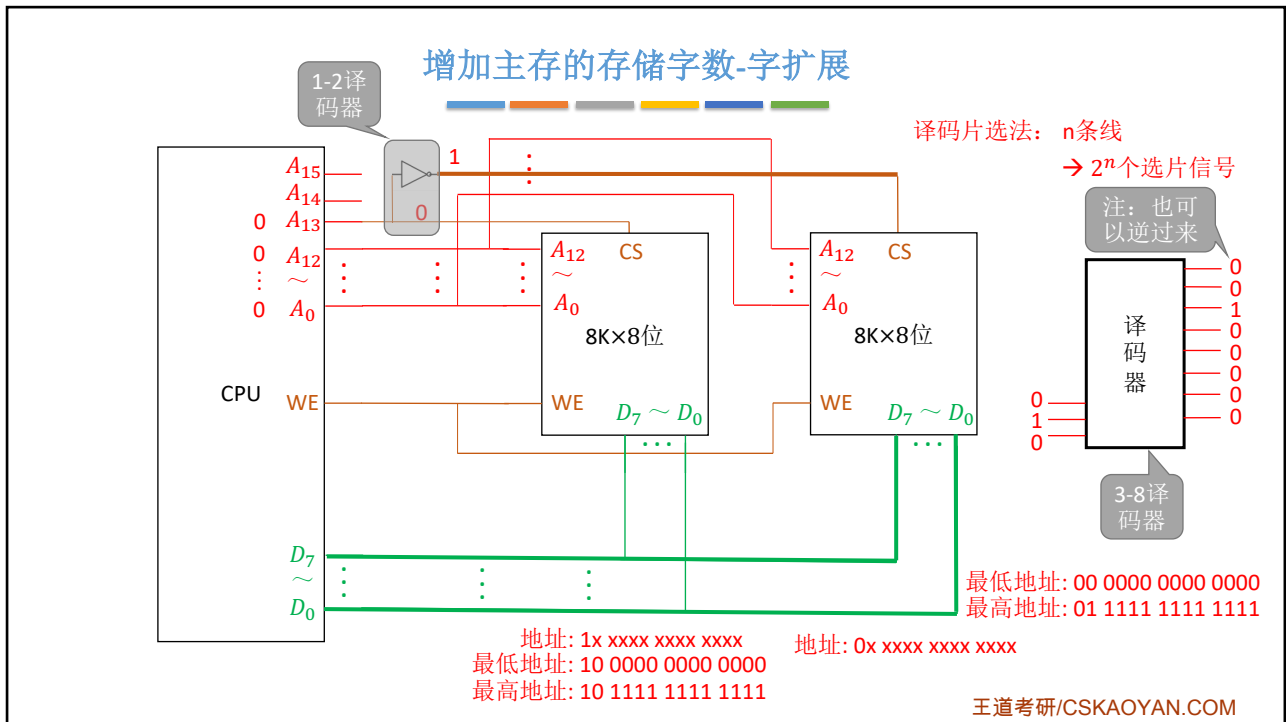 增加主存的存储字数-字扩展
1-2译
码器
译码片选法： n条线
→ 2ⁿ个选片信号
注：也可
以逆过来
A₁₅
A₁₄
0 A₁₃
0 A₁₂
⋮ ~
0 A₀
1
0
CPU
WE
D₇
~
D₀
CS
A₁₂
~
A₀
8K×8位
WE
D₇ ~ D₀
CS
A₁₂
~
A₀
8K×8位
WE
D₇ ~ D₀
译
码
器
0
1
0
0
0
1
0
0
0
0
0
3-8译
码器
最低地址: 00 0000 0000 0000
最高地址: 01 1111 1111 1111
地址: 1x xxxx xxxx xxxx
最低地址: 10 0000 0000 0000
最高地址: 10 1111 1111 1111
地址: 0x xxxx xxxx xxxx
王道考研/CSKAOYAN.COM